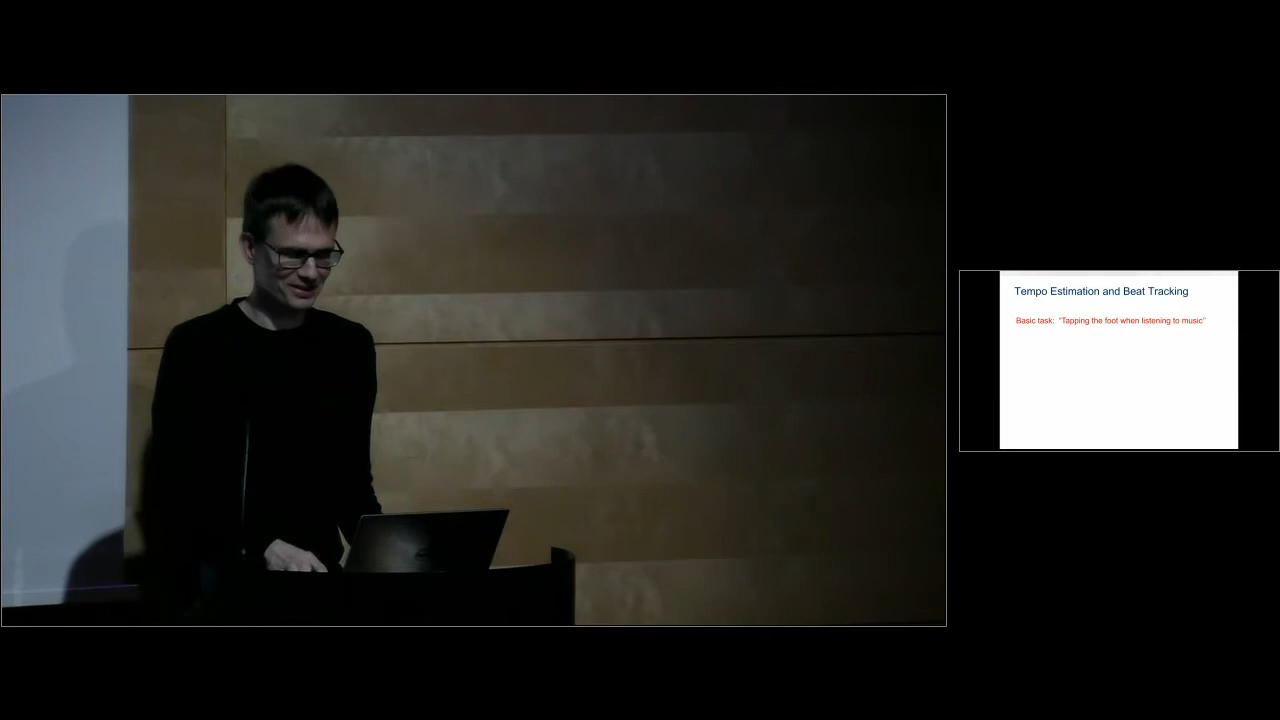 Tempo Estimation and Beat Tracking
Basic task: "Tapping the foot when listening to music"